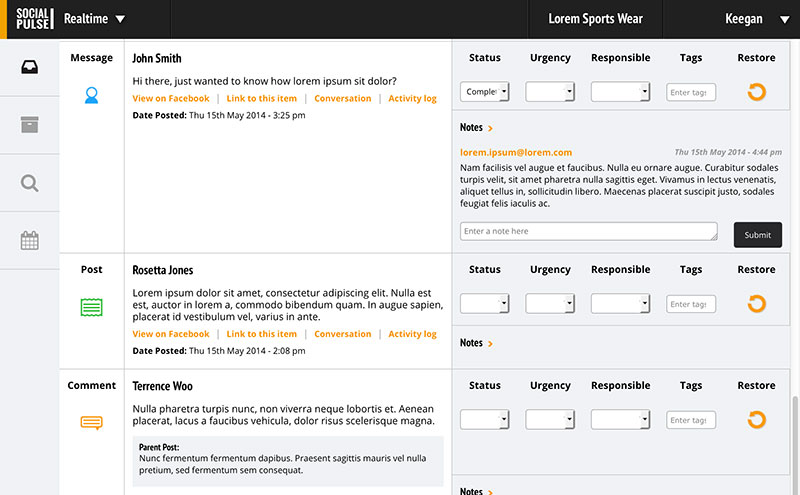 SOCIAL
PULSE
Realtime
Lorem Sports Wear
Keegan
Message
John Smith
Hi there, just wanted to know how lorem ipsum sit dolor?
View on Facebook | Link to this item | Conversation | Activity log
Date Posted: Thu 15th May 2014 - 3:25 pm
Status Urgency Responsible Tags Restore
Complet
Enter tags
Notes
lorem.ipsum@lorem.com Thu 15th May 2014 - 4:44 pm
Nam facilisis vel augue et faucibus. Nulla eu ornare augue. Curabitur sodales
turpis velit, sit amet pharetra nulla sagittis eget. Vivamus in lectus venenatis,
aliquet tellus in, sollicitudin libero. Maecenas placerat suscipit justo, sodales
feugiat felis iaculis ac.
Enter a note here
Submit
Post
Rosetta Jones
Lorem ipsum dolor sit amet, consectetur adipiscing elit. Nulla est
est, auctor in lorem a, commodo bibendum quam. In augue sapien,
placerat id vestibulum vel, varius in ante.
View on Facebook | Link to this item | Conversation | Activity log
Date Posted: Thu 15th May 2014 - 2:08 pm
Status Urgency Responsible Tags Restore
Enter tags
Notes
Comment
Terrence Woo
Nulla pharetra turpis nunc, non viverra neque lobortis et. Aenean
placerat, lacus a faucibus vehicula, dolor risus scelerisque magna.
Parent Post:
Nunc fermentum fermentum dapibus. Praesent sagittis mauris vel nulla
pretium, sed fermentum sem consequat.
Status Urgency Responsible Tags Restore
Enter tags
Notes